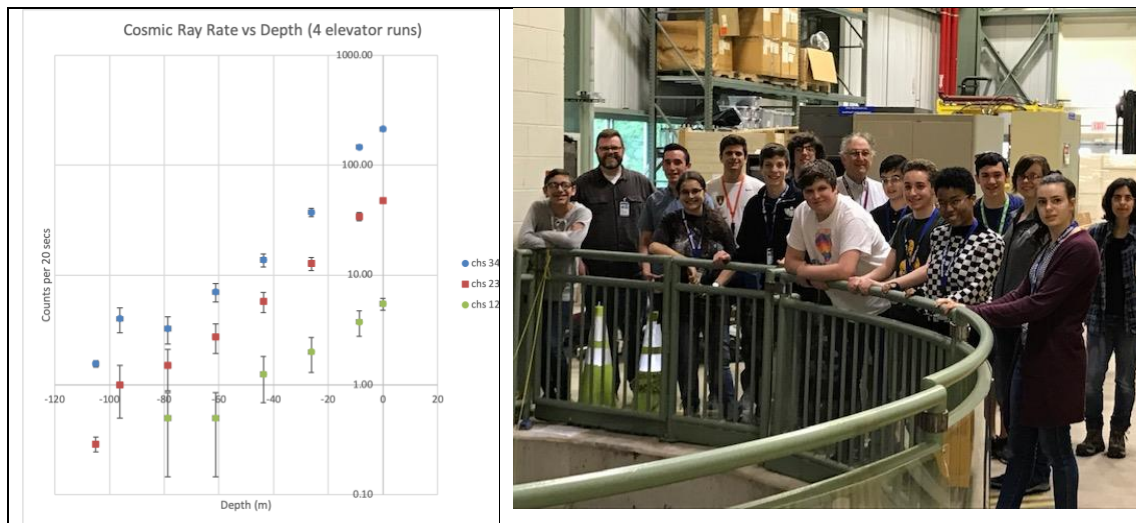 Cosmic Ray Rate vs Depth (4 elevator runs)
1000.00
100.00
10.00
1.00
0.10
Counts per 20 secs
-120
-100
-80
-60
-40
-20
0
20
Depth (m)
chs 34
chs 23
chs 12